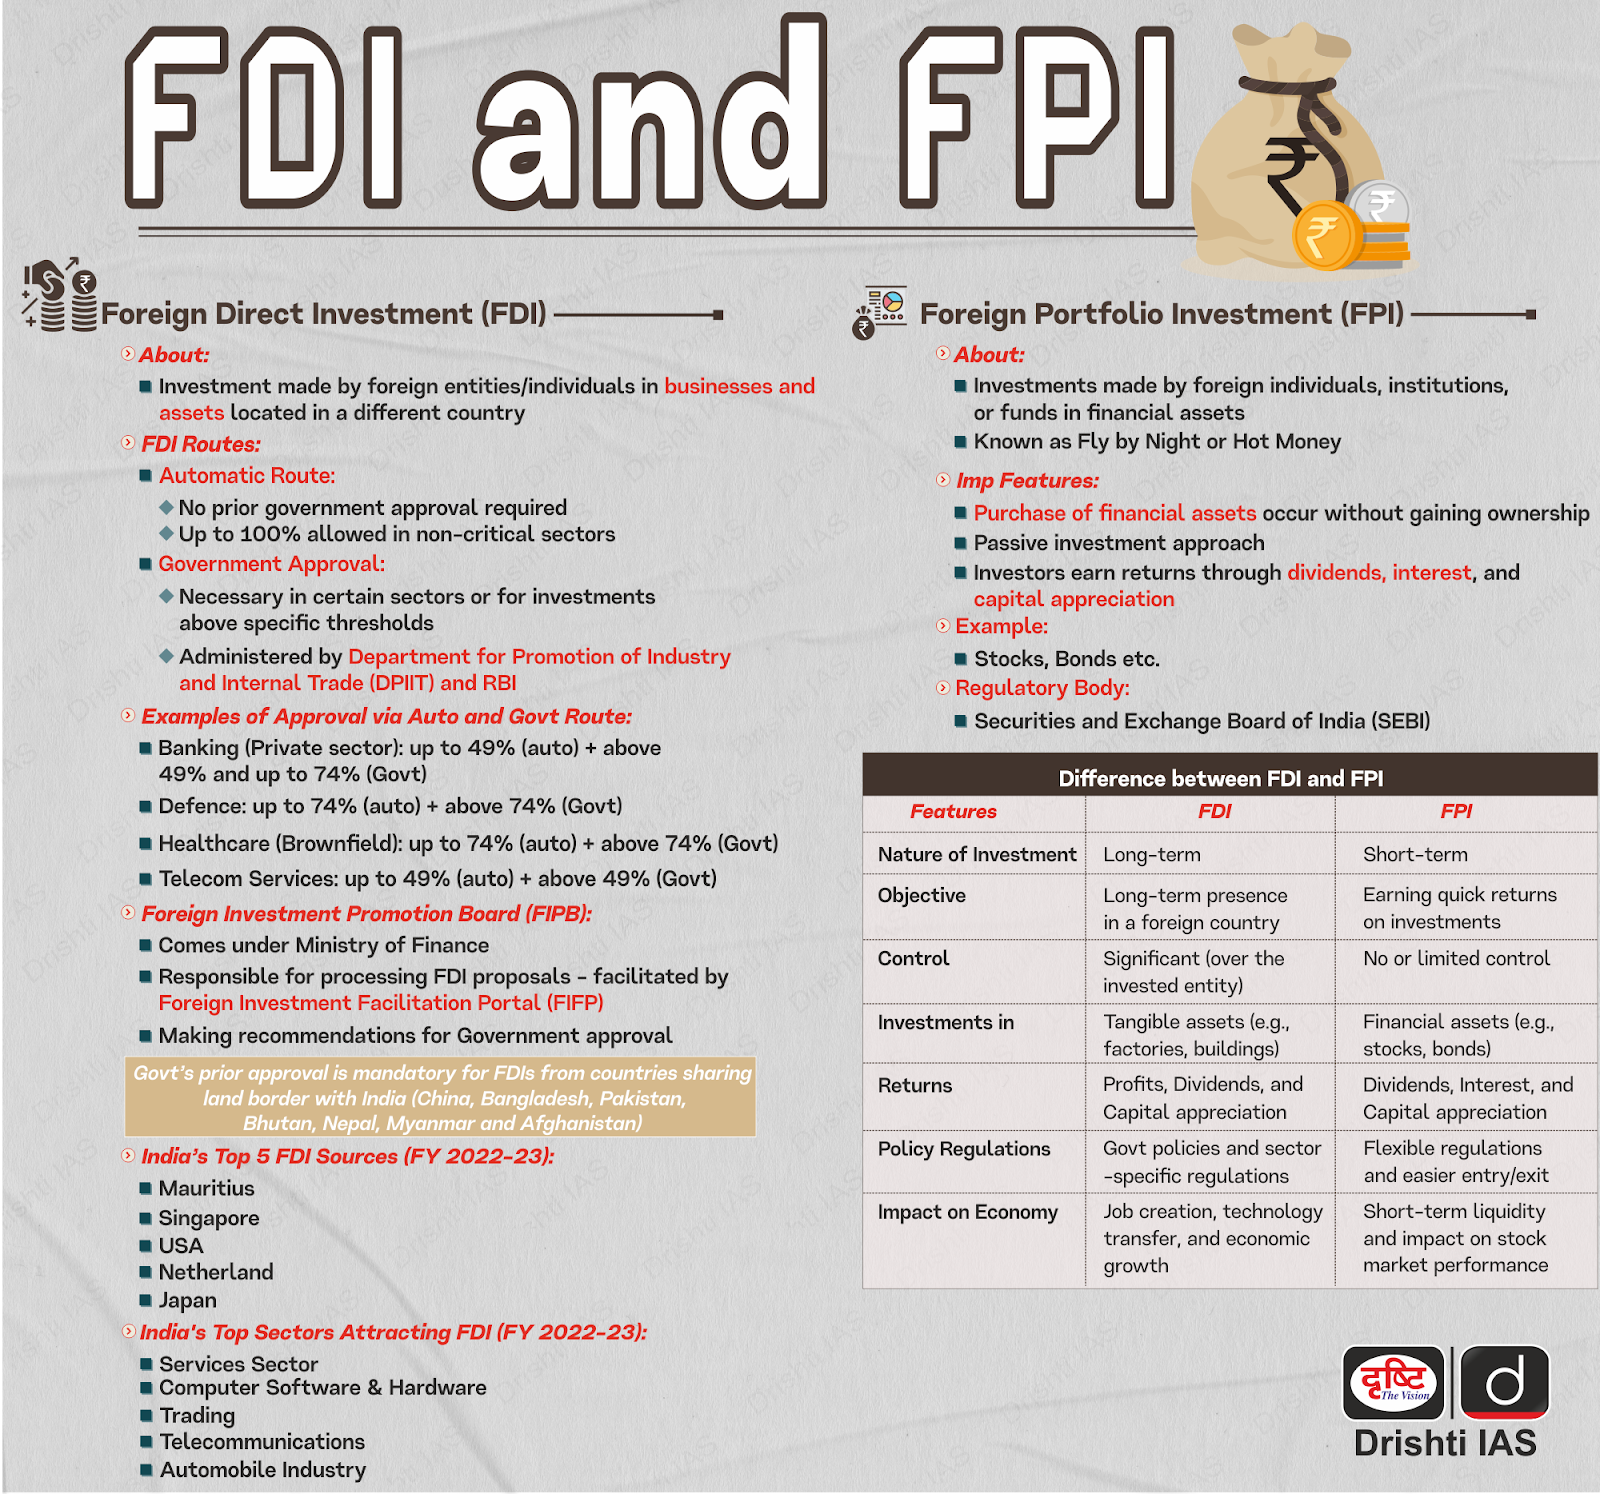 FDI and FPI
₹
₹
₹
₹
Foreign Direct Investment (FDI)
About:
Investment made by foreign entities/individuals in businesses and
assets located in a different country
FDI Routes:
Automatic Route:
No prior government approval required
Up to 100% allowed in non-critical sectors
Government Approval:
Necessary in certain sectors or for investments
above specific thresholds
Administered by Department for Promotion of Industry
and Internal Trade (DPIIT) and RBI
Examples of Approval via Auto and Govt Route:
Banking (Private sector): up to 49% (auto) + above
49% and up to 74% (Govt)
Defence: up to 74% (auto) + above 74% (Govt)
Healthcare (Brownfield): up to 74% (auto) + above 74% (Govt)
Telecom Services: up to 49% (auto) + above 49% (Govt)
Foreign Investment Promotion Board (FIPB):
Comes under Ministry of Finance
Responsible for processing FDI proposals - facilitated by
Foreign Investment Facilitation Portal (FIFP)
Making recommendations for Government approval
Govt's prior approval is mandatory for FDIs from countries sharing
land border with India (China, Bangladesh, Pakistan,
Bhutan, Nepal, Myanmar and Afghanistan)
India's Top 5 FDI Sources (FY 2022-23):
Mauritius
Singapore
USA
Netherland
Japan
India's Top Sectors Attracting FDI (FY 2022-23):
Services Sector
Computer Software & Hardware
Trading
Telecommunications
Automobile Industry
₹
Foreign Portfolio Investment (FPI)
About:
Investments made by foreign individuals, institutions,
or funds in financial assets
Known as Fly by Night or Hot Money
Imp Features:
Purchase of financial assets occur without gaining ownership
Passive investment approach
Investors earn returns through dividends, interest, and
capital appreciation
Example:
Stocks, Bonds etc.
Regulatory Body:
Securities and Exchange Board of India (SEBI)
Difference between FDI and FPI
Features FDI FPI
Nature of Investment Long-term Short-term
Objective Long-term presence Earning quick returns
in a foreign country on investments
Control Significant (over the No or limited control
invested entity)
Investments in Tangible assets (e.g., Financial assets (e.g.,
factories, buildings) stocks, bonds)
Returns Profits, Dividends, and Dividends, Interest, and
Capital appreciation Capital appreciation
Policy Regulations Govt policies and sector Flexible regulations
-specific regulations and easier entry/exit
Impact on Economy Job creation, technology Short-term liquidity
transfer, and economic and impact on stock
growth market performance
दृष्टि
The Vision
d
Drishti IAS